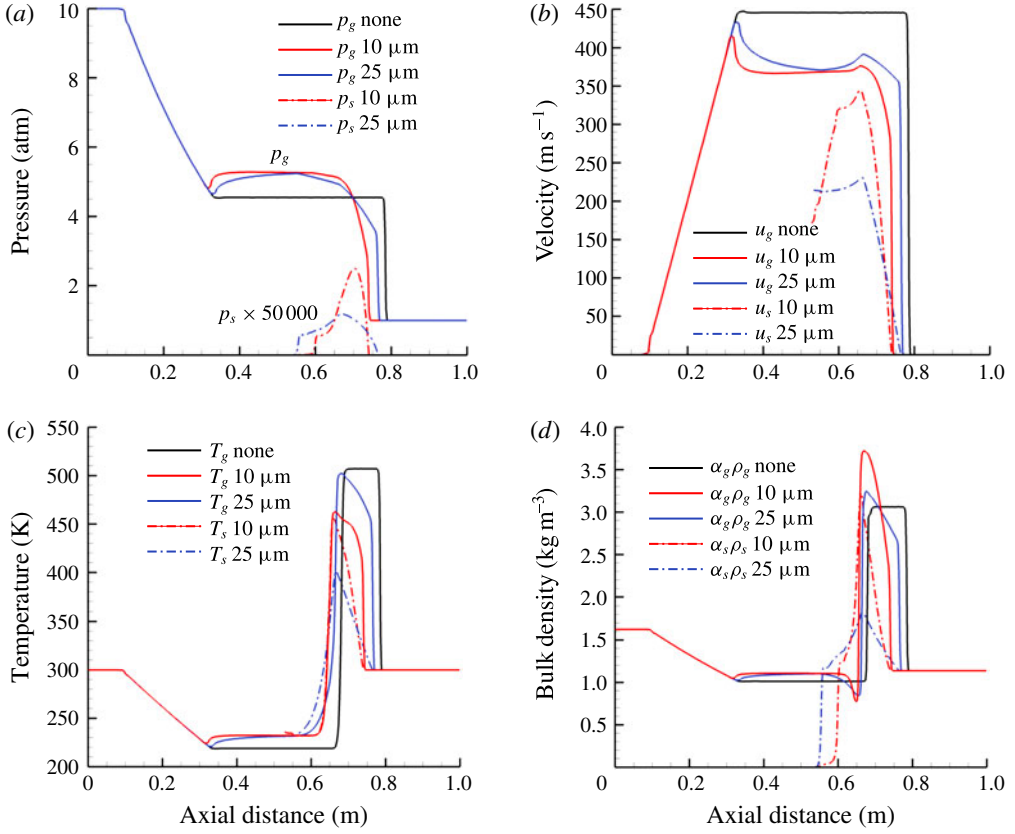 (a)
10
8
6
4
2
0
0.2
0.4
0.6
0.8
1.0
Pressure (atm)
p_g none
p_g 10 μm
p_g 25 μm
p_s 10 μm
p_s 25 μm
p_g
p_s × 50 000
(b)
450
400
350
300
250
200
150
100
50
0
0.2
0.4
0.6
0.8
1.0
Velocity (m s⁻¹)
u_g none
u_g 10 μm
u_g 25 μm
u_s 10 μm
u_s 25 μm
(c)
550
500
450
400
350
300
250
200
0
0.2
0.4
0.6
0.8
1.0
Temperature (K)
Axial distance (m)
T_g none
T_g 10 μm
T_g 25 μm
T_s 10 μm
T_s 25 μm
(d)
4.0
3.5
3.0
2.5
2.0
1.5
1.0
0.5
0
0.2
0.4
0.6
0.8
1.0
Bulk density (kg m⁻³)
Axial distance (m)
α_gρ_g none
α_gρ_g 10 μm
α_gρ_g 25 μm
α_sρ_s 10 μm
α_sρ_s 25 μm